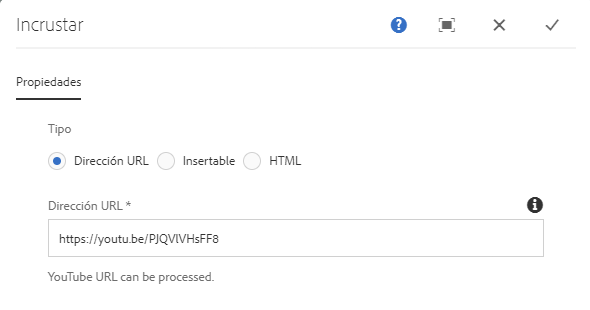 Incrustar
?
Propiedades
Tipo
Dirección URL Insertable HTML
Dirección URL *
https://youtu.be/PJQVlVHsFF8
YouTube URL can be processed.